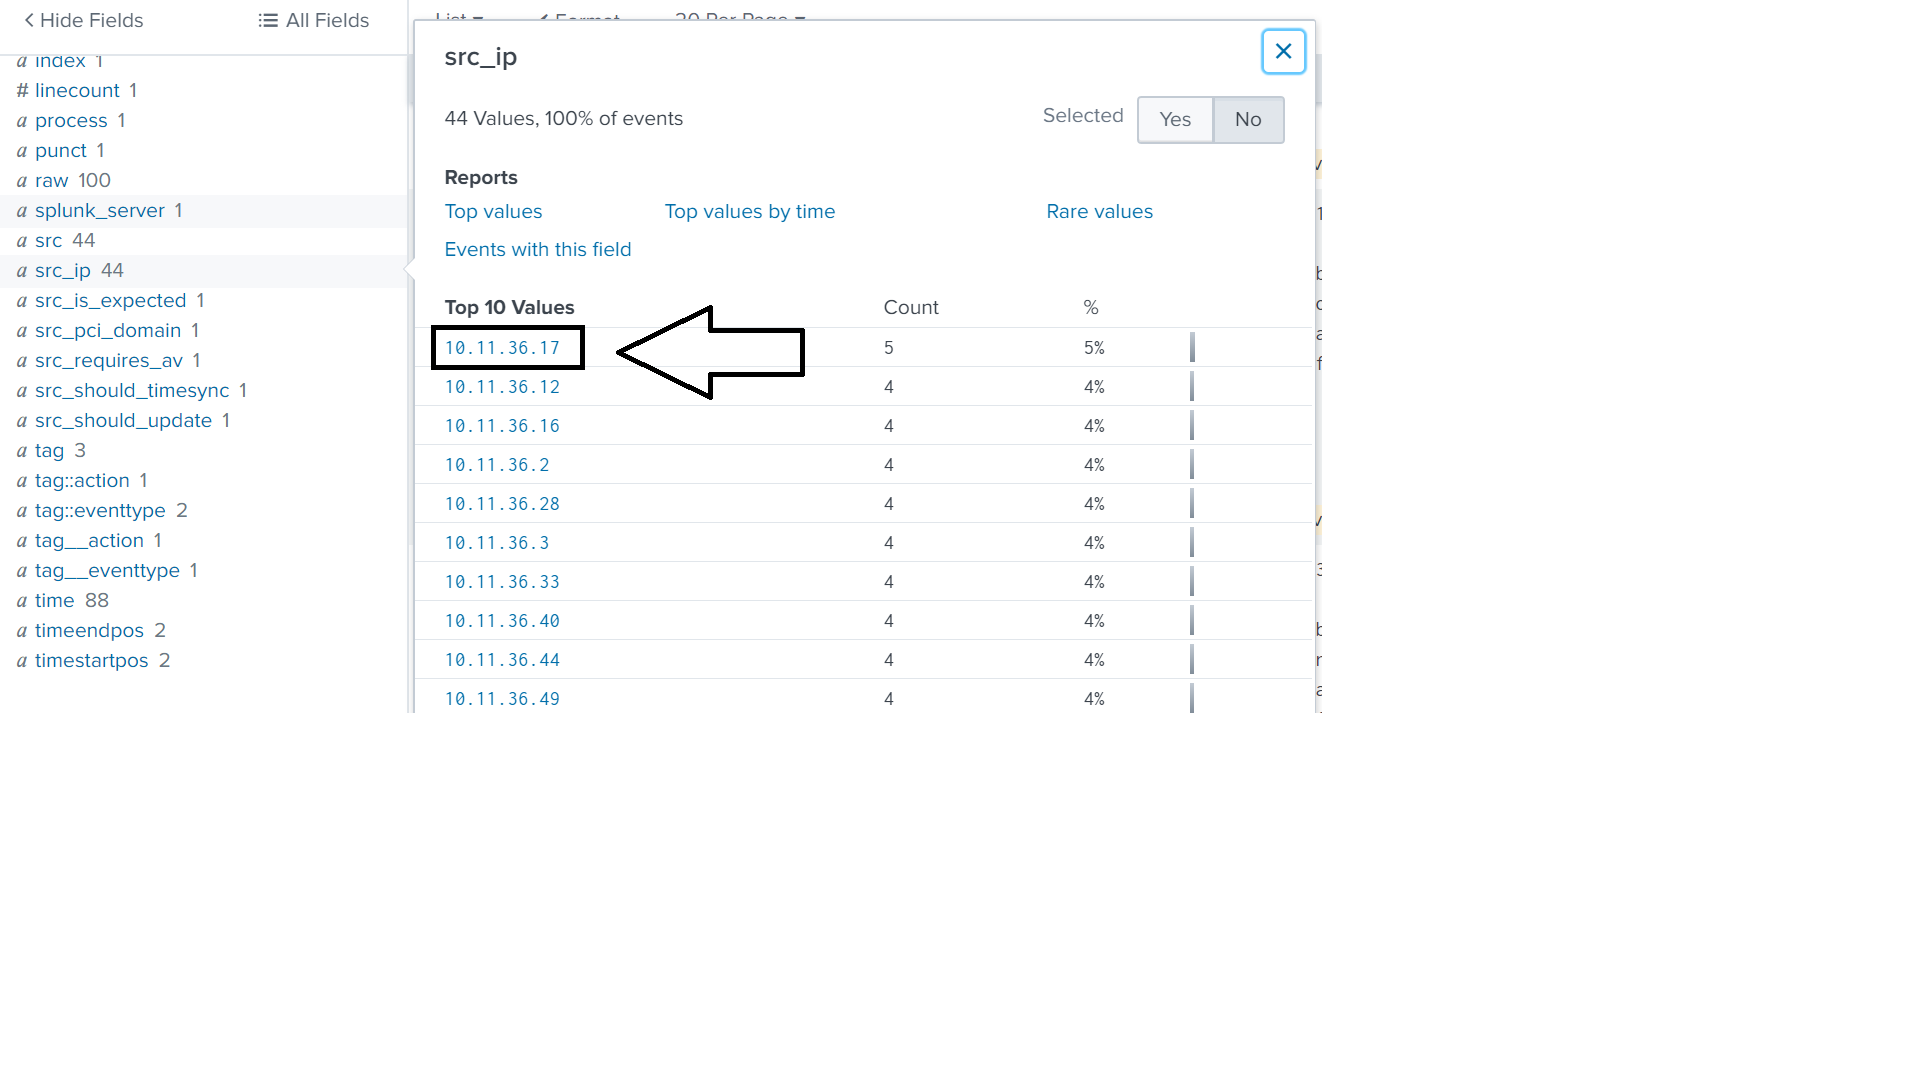 Hide Fields
All Fields
a index 1
# linecount 1
a process 1
a punct 1
a raw 100
a splunk_server 1
a src 44
a src_ip 44
a src_is_expected 1
a src_pci_domain 1
a src_requires_av 1
a src_should_timesync 1
a src_should_update 1
a tag 3
a tag::action 1
a tag::eventtype 2
a tag__action 1
a tag__eventtype 1
a time 88
a timeendpos 2
a timestartpos 2
List Format 20 Per Page
src_ip
44 Values, 100% of events
Selected Yes No
Reports
Top values Top values by time Rare values
Events with this field
Top 10 Values Count %
10.11.36.17 5 5%
10.11.36.12 4 4%
10.11.36.16 4 4%
10.11.36.2 4 4%
10.11.36.28 4 4%
10.11.36.3 4 4%
10.11.36.33 4 4%
10.11.36.40 4 4%
10.11.36.44 4 4%
10.11.36.49 4 4%